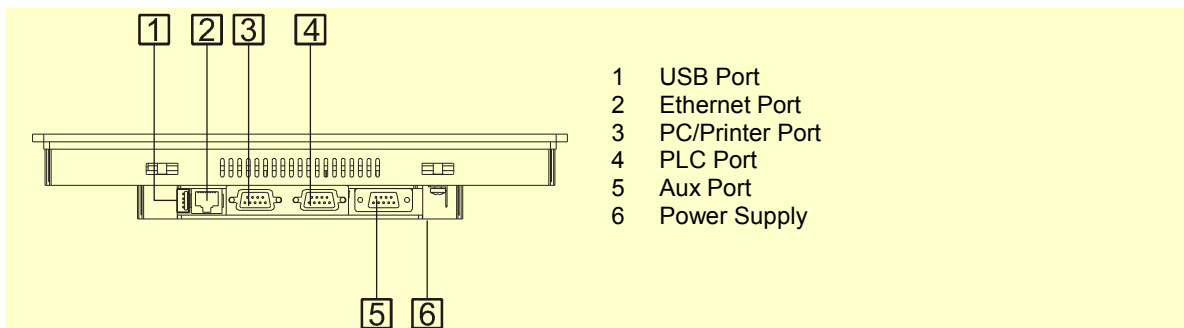 1 2 3 4
1 USB Port
2 Ethernet Port
3 PC/Printer Port
4 PLC Port
5 Aux Port
6 Power Supply
5 6